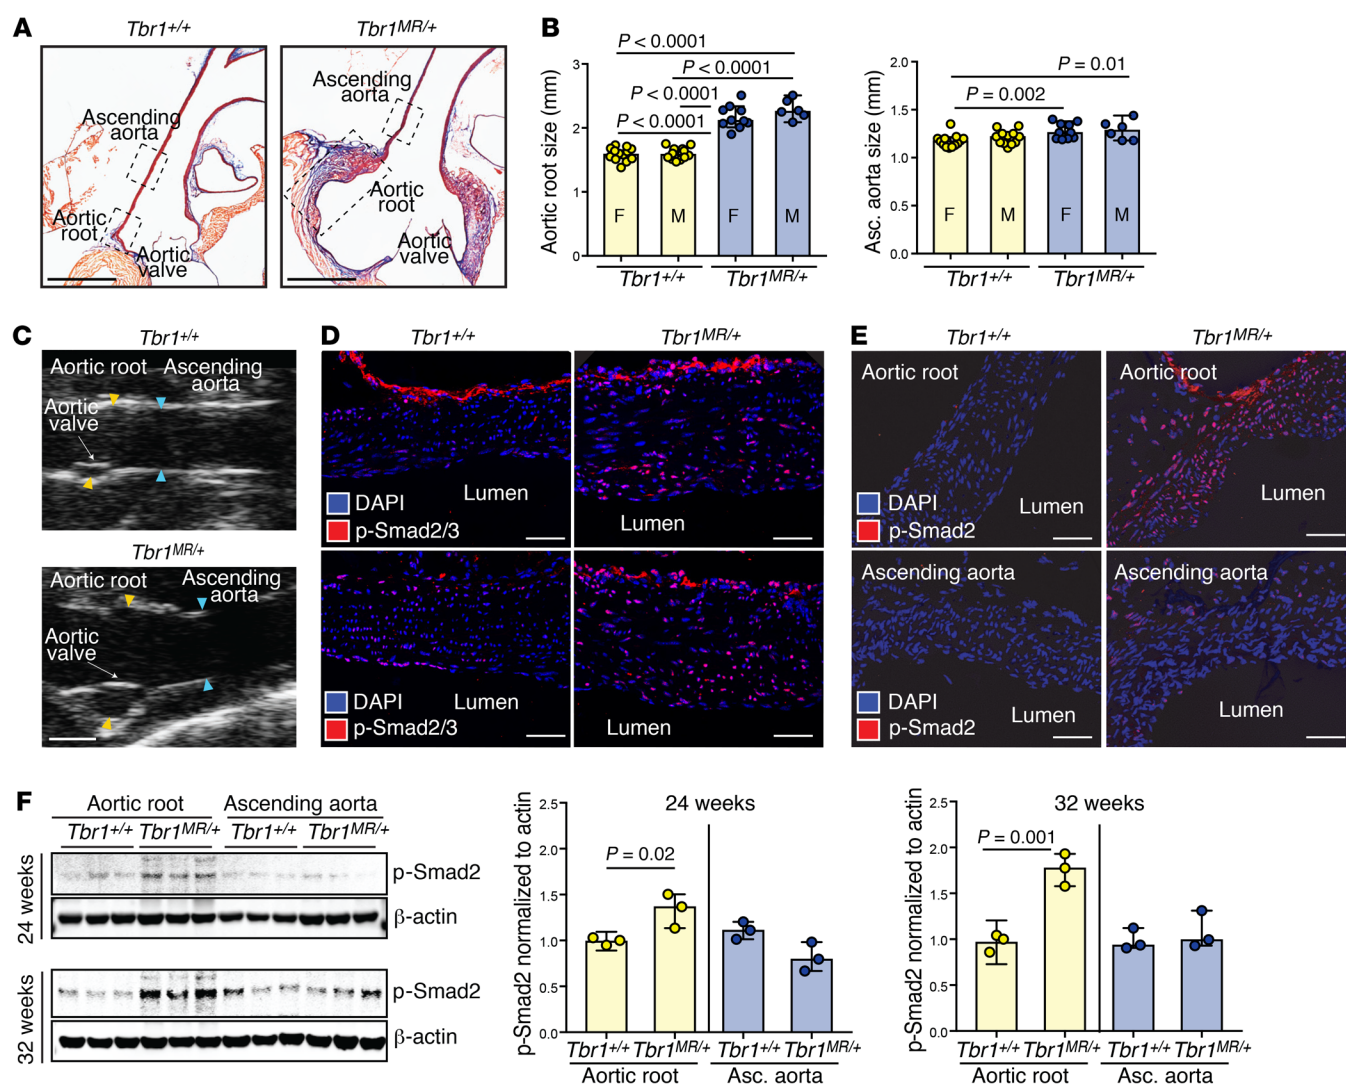 A
Tbr1+/+
Tbr1MR/+
Ascending
aorta
Aortic
root
Aortic
valve
Ascending
aorta
Aortic
root
Aortic
valve
B
P < 0.0001
P < 0.0001
P < 0.0001
P < 0.0001
Aortic root size (mm)
3
2
1
0
F
M
F
M
Tbr1+/+
Tbr1MR/+
P = 0.01
P = 0.002
Asc. aorta size (mm)
2.0
1.5
1.0
0.5
0.0
F
M
F
M
Tbr1+/+
Tbr1MR/+
C
Tbr1+/+
Aortic root
Ascending
aorta
Aortic
valve
Tbr1MR/+
Aortic root
Ascending
aorta
Aortic
valve
D
Tbr1+/+
Tbr1MR/+
DAPI
p-Smad2/3
Lumen
Lumen
DAPI
p-Smad2/3
Lumen
Lumen
E
Tbr1+/+
Tbr1MR/+
Aortic root
DAPI
p-Smad2
Lumen
Aortic root
Lumen
Ascending aorta
DAPI
p-Smad2
Lumen
Ascending aorta
Lumen
F
Aortic root
Ascending aorta
Tbr1+/+
Tbr1MR/+
Tbr1+/+
Tbr1MR/+
24 weeks
p-Smad2
β-actin
32 weeks
p-Smad2
β-actin
24 weeks
p-Smad2 normalized to actin
2.5
2.0
1.5
1.0
0.5
0.0
P = 0.02
Tbr1+/+
Tbr1MR/+
Tbr1+/+
Tbr1MR/+
Aortic root
Asc. aorta
32 weeks
p-Smad2 normalized to actin
2.5
2.0
1.5
1.0
0.5
0.0
P = 0.001
Tbr1+/+
Tbr1MR/+
Tbr1+/+
Tbr1MR/+
Aortic root
Asc. aorta